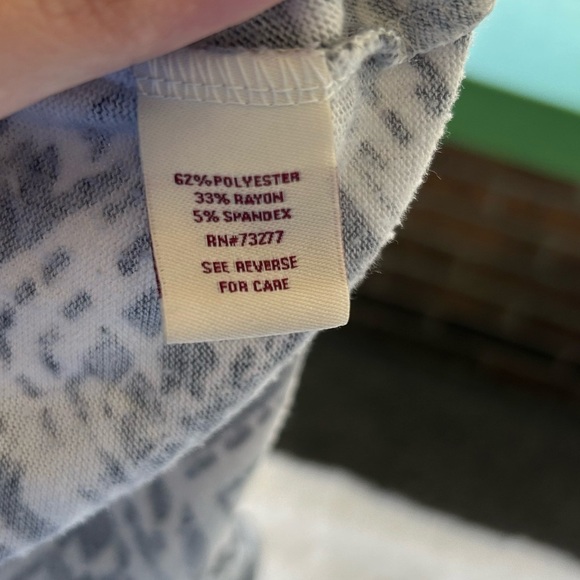 62%POLYESTER
33% RAYON
5% SPANDEX
RN#73277
SEE REVERSE
FOR CARE